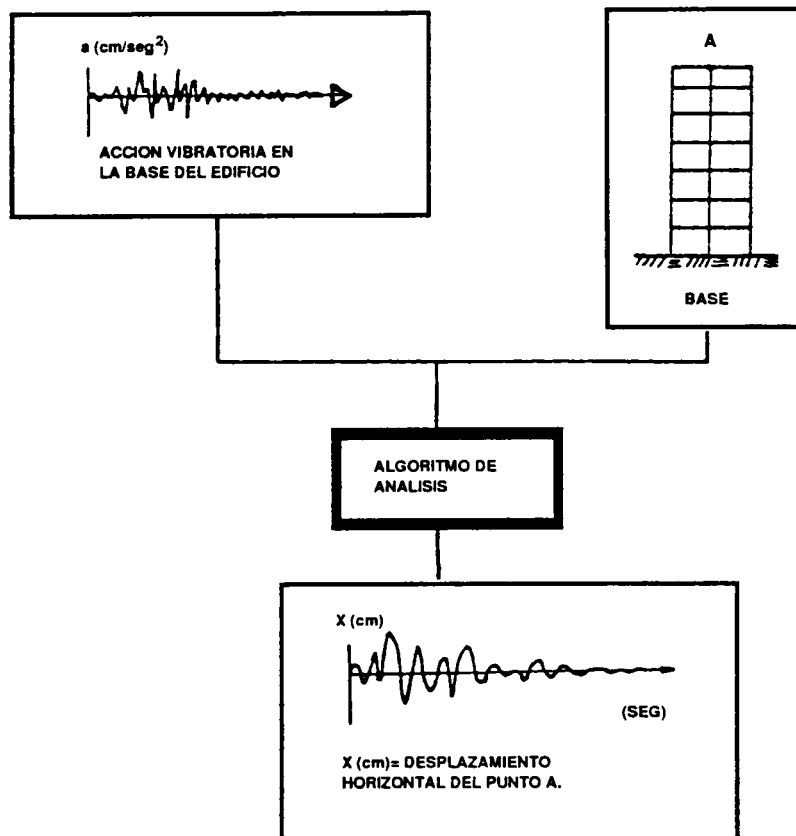 a (cm/seg²)
ACCION VIBRATORIA EN
LA BASE DEL EDIFICIO
A
BASE
ALGORITMO DE
ANALISIS
X (cm)
(SEG)
X (cm)= DESPLAZAMIENTO
HORIZONTAL DEL PUNTO A.